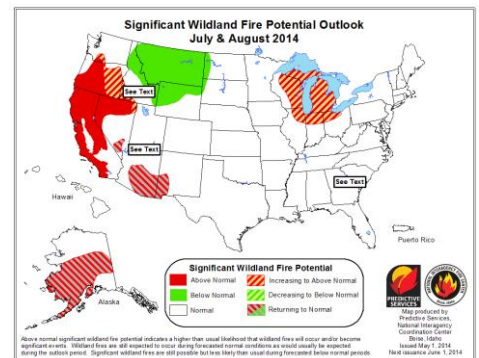 Significant Wildland Fire Potential Outlook
July & August 2014
See Text
See Text
See Text
Hawaii
Puerto Rico
Alaska
Significant Wildland Fire Potential
Above Normal
Increasing to Above Normal
Below Normal
Decreasing to Below Normal
Normal
Returning to Normal
PREDICTIVE
SERVICES
Map produced by
Predictive Services,
National Interagency
Coordination Center
Boise, Idaho
Issued May 1, 2014
Next issuance June 1, 2014
Above normal significant wildland fire potential indicates a higher than usual likelihood that wildland fires will occur and/or become
significant events. Wildland fires are still expected to occur during forecasted normal conditions as would usually be expected
during the outlook period. Significant wildland fires are still possible but less likely than usual during forecasted below normal periods.